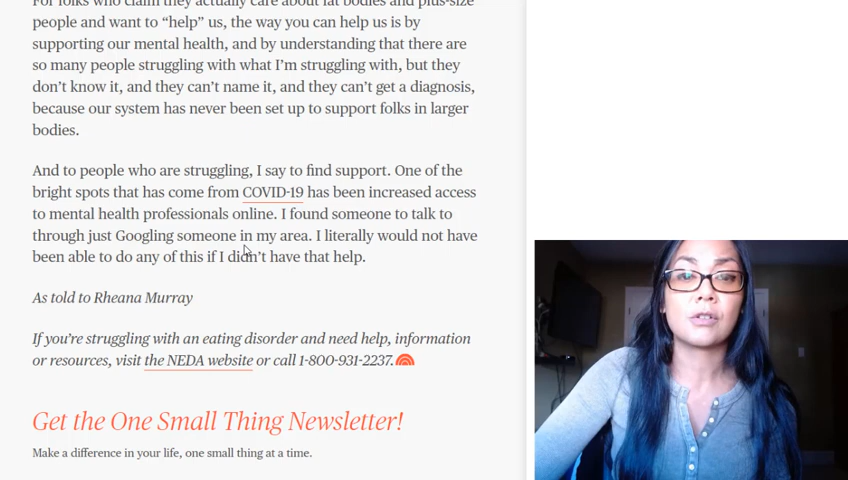 For folks who claim they actually care about fat bodies and plus-size
people and want to “help” us, the way you can help us is by
supporting our mental health, and by understanding that there are
so many people struggling with what I’m struggling with, but they
don’t know it, and they can’t name it, and they can’t get a diagnosis,
because our system has never been set up to support folks in larger
bodies.
And to people who are struggling, I say to find support. One of the
bright spots that has come from COVID-19 has been increased access
to mental health professionals online. I found someone to talk to
through just Googling someone in my area. I literally would not have
been able to do any of this if I didn’t have that help.
As told to Rheana Murray
If you’re struggling with an eating disorder and need help, information
or resources, visit the NEDA website or call 1-800-931-2237.
Get the One Small Thing Newsletter!
Make a difference in your life, one small thing at a time.